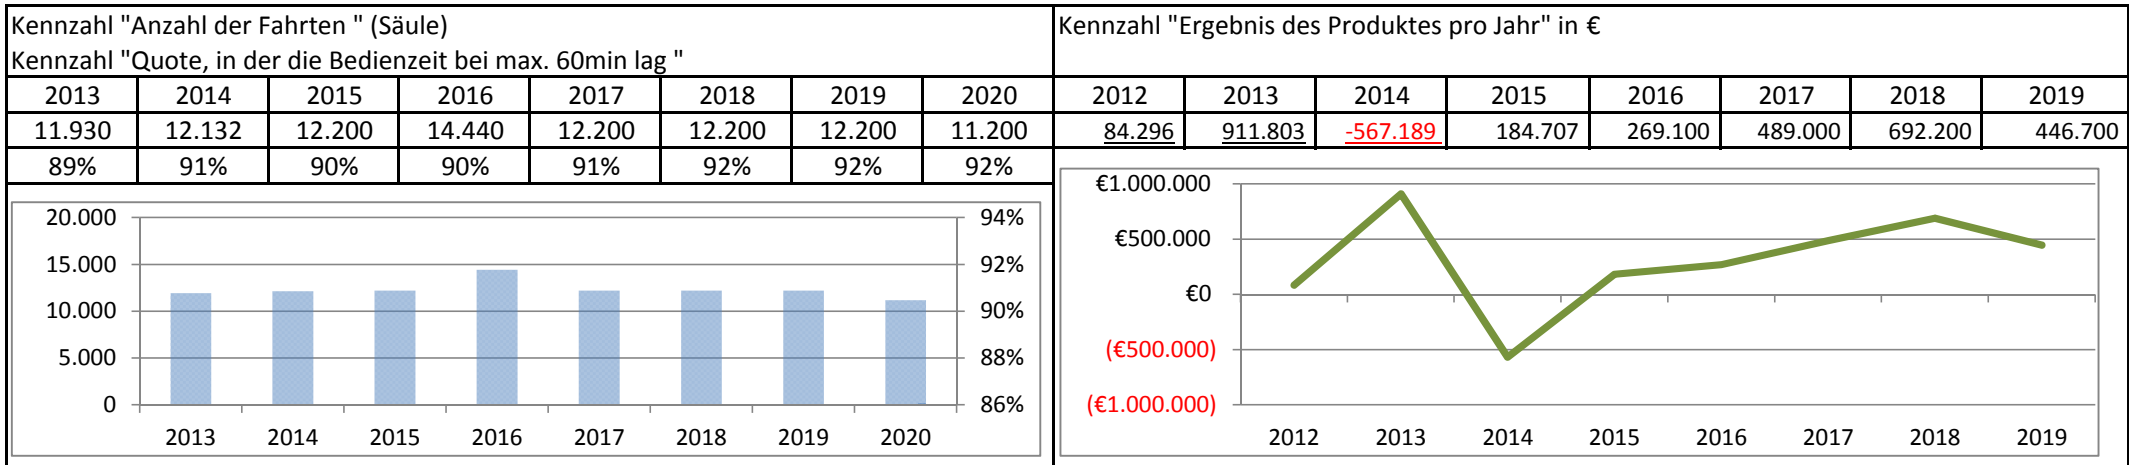 Kennzahl "Anzahl der Fahrten " (Säule)
Kennzahl "Quote, in der die Bedienzeit bei max. 60min lag "
2013 2014 2015 2016 2017 2018 2019 2020
11.930 12.132 12.200 14.440 12.200 12.200 12.200 11.200
89% 91% 90% 90% 91% 92% 92% 92%
20.000 94%
15.000 92%
10.000 90%
5.000 88%
0 86%
2013 2014 2015 2016 2017 2018 2019 2020
Kennzahl "Ergebnis des Produktes pro Jahr" in €
2012 2013 2014 2015 2016 2017 2018 2019
84.296 911.803 -567.189 184.707 269.100 489.000 692.200 446.700
€1.000.000
€500.000
€0
(€500.000)
(€1.000.000)
2012 2013 2014 2015 2016 2017 2018 2019